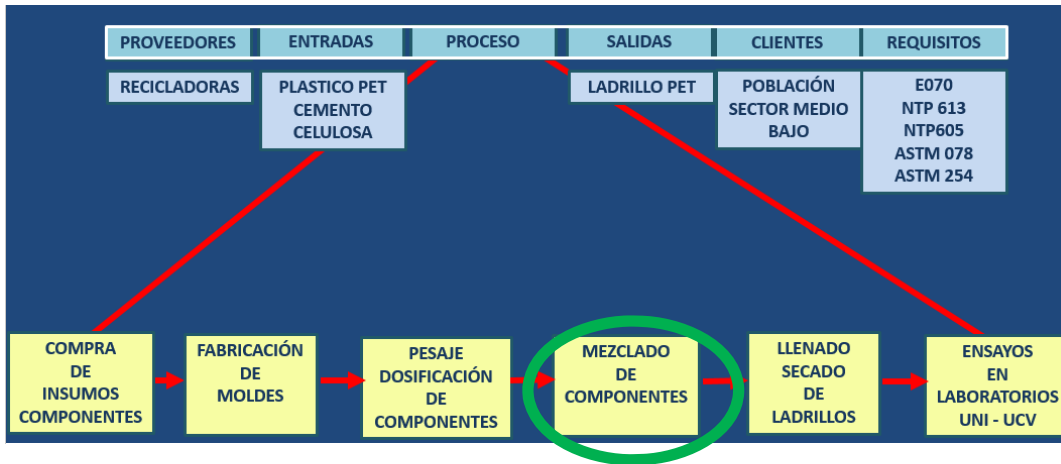 PROVEEDORES ENTRADAS PROCESO SALIDAS CLIENTES REQUISITOS
RECICLADORAS
PLASTICO PET
CEMENTO
CELULOSA
LADRILLO PET
POBLACIÓN
SECTOR MEDIO
BAJO
E070
NTP 613
NTP605
ASTM 078
ASTM 254
COMPRA
DE
INSUMOS
COMPONENTES
FABRICACIÓN
DE
MOLDES
PESAJE
DOSIFICACIÓN
DE
COMPONENTES
MEZCLADO
DE
COMPONENTES
LLENADO
SECADO
DE
LADRILLOS
ENSAYOS
EN
LABORATORIOS
UNI - UCV